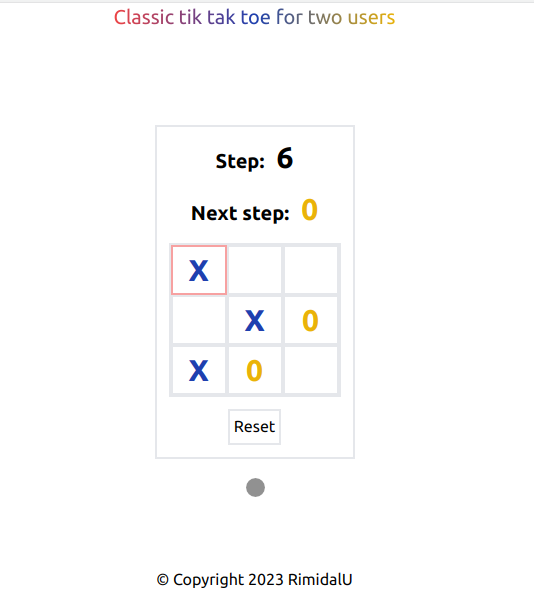 Classic tik tak toe for two users
Step: 6
Next step: 0
X
X 0
X 0
Reset
© Copyright 2023 RimidalU